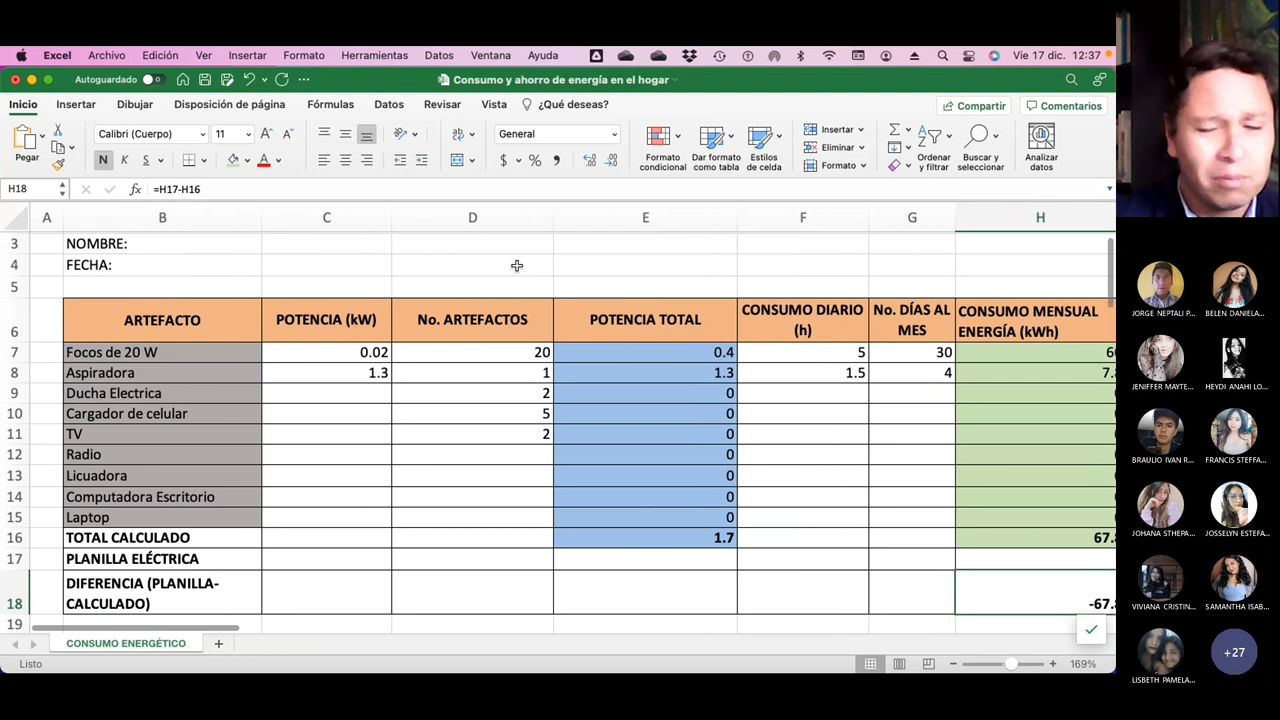 Excel Archivo Edición Ver Insertar Formato Herramientas Datos Ventana Ayuda Vie 17 dic. 12:37
Autoguardado Consumo y ahorro de energía en el hogar
Inicio Insertar Dibujar Disposición de página Fórmulas Datos Revisar Vista ¿Qué deseas? Compartir Comentarios
Calibri (Cuerpo) 11 General Insertar
Eliminar
Formato
Pegar N K S Formato condicional Dar formato como tabla Estilos de celda Ordenar y filtrar Buscar y seleccionar Analizar datos
H18 fx =H17-H16
A B C D E F G H
3 NOMBRE:
4 FECHA:
5
6 ARTEFACTO POTENCIA (kW) No. ARTEFACTOS POTENCIA TOTAL CONSUMO DIARIO (h) No. DÍAS AL MES CONSUMO MENSUAL ENERGÍA (kWh)
7 Focos de 20 W 0.02 20 0.4 5 30
8 Aspiradora 1.3 1 1.3 1.5 4 7.8
9 Ducha Electrica 2 0
10 Cargador de celular 5 0
11 TV 2 0
12 Radio 0
13 Licuadora 0
14 Computadora Escritorio 0
15 Laptop 0
16 TOTAL CALCULADO 1.7 67.8
17 PLANILLA ELÉCTRICA
18 DIFERENCIA (PLANILLA-
CALCULADO) -67.8
19
CONSUMO ENERGÉTICO +
Listo 169%
JORGE NEPTALI P... BELEN DANIELA...
JENIFFER MAYTE... HEYDI ANAHI LO...
BRAULIO IVAN R... FRANCIS STEFFA...
JOHANA STHEPA... JOSSELYN ESTEFA...
VIVIANA CRISTIN... SAMANTHA ISAB...
LISBETH PAMELA... +27